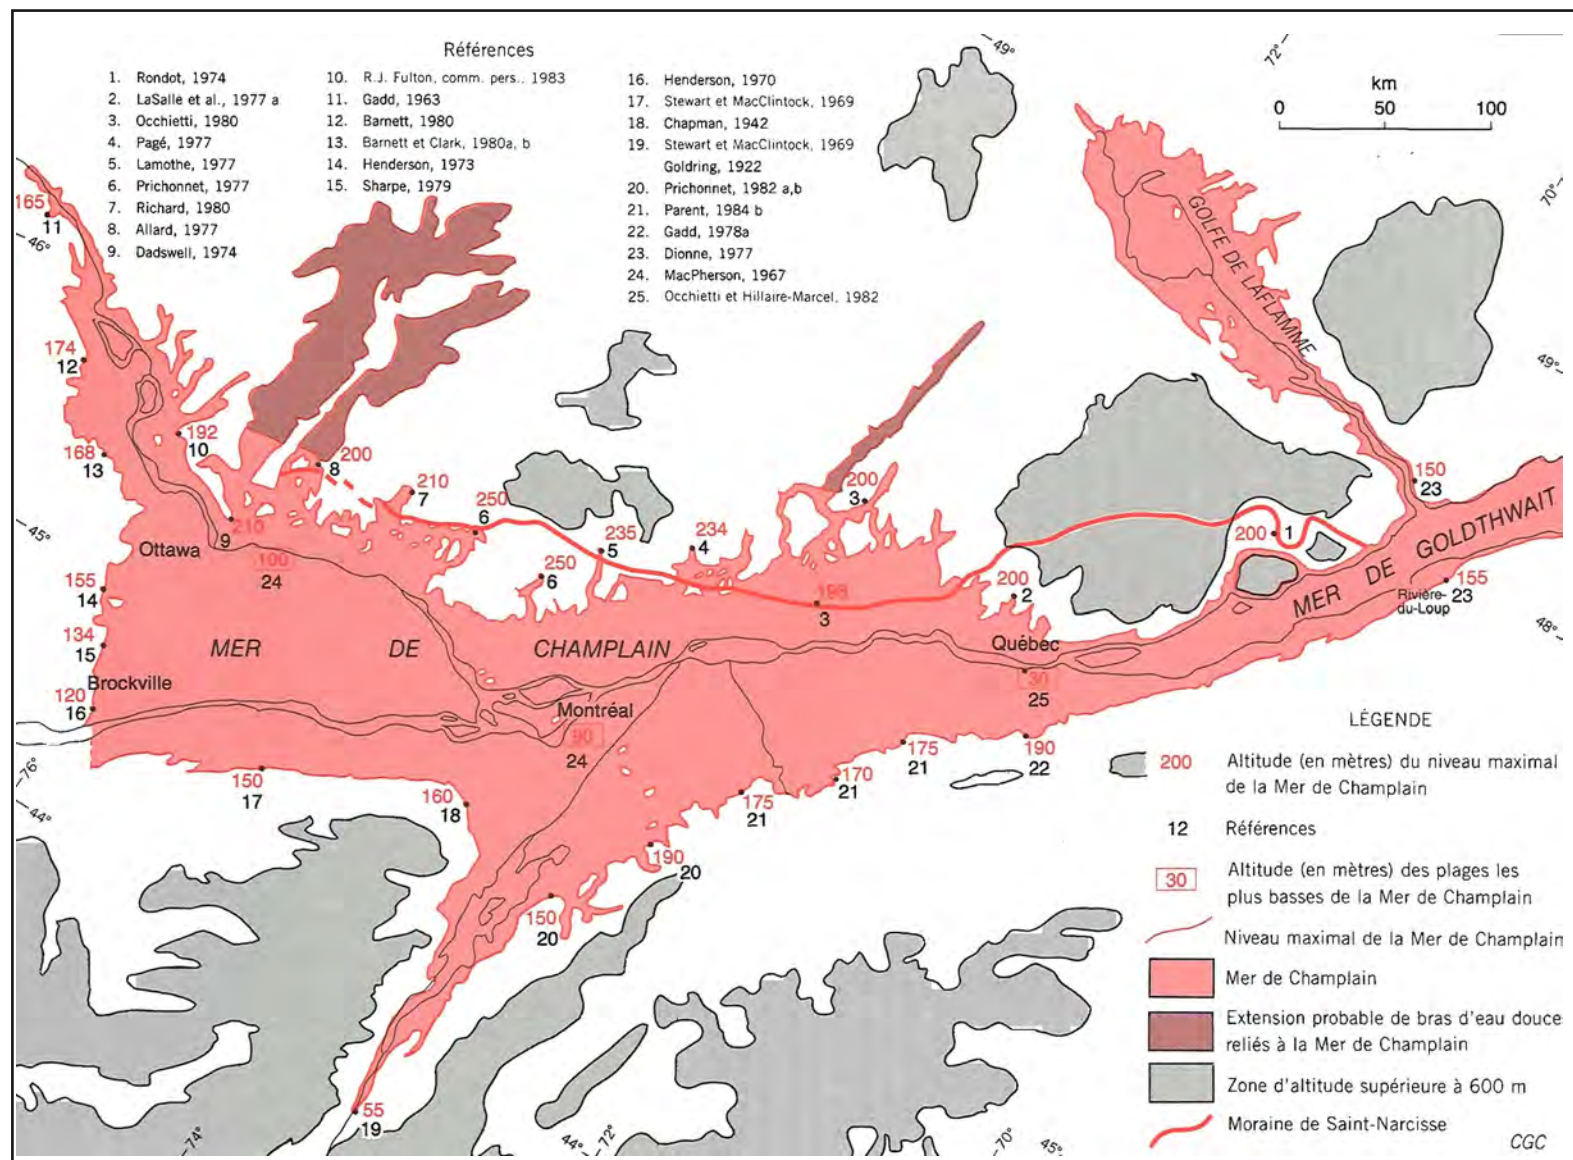 Références
1. Rondot, 1974
2. LaSalle et al., 1977 a
3. Occhietti, 1980
4. Pagé, 1977
5. Lamothe, 1977
6. Prichonnet, 1977
7. Richard, 1980
8. Allard, 1977
9. Dadswell, 1974
10. R.J. Fulton, comm. pers., 1983
11. Gadd, 1963
12. Barnett, 1980
13. Barnett et Clark, 1980a, b
14. Henderson, 1973
15. Sharpe, 1979
16. Henderson, 1970
17. Stewart et MacClintock, 1969
18. Chapman, 1942
19. Stewart et MacClintock, 1969
Goldring, 1922
20. Prichonnet, 1982 a,b
21. Parent, 1984 b
22. Gadd, 1978a
23. Dionne, 1977
24. MacPherson, 1967
25. Occhietti et Hillaire-Marcel, 1982
49°
72°
km
0 50 100
70°
49°
48°
165
11
46°
174
12
168
13
192
10
200
8
210
7
250
6
210
9
45°
Ottawa
100
24
155
14
134
15
Brockville
120
16
250
6
235
5
234
4
200
3
198
3
200
2
200 1
150
23
155
23
Rivière-
du-Loup
GOLFE DE LAFLAMME
MER DE GOLDTHWAIT
MER DE CHAMPLAIN
Québec
30
25
Montréal
90
24
76°
44°
150
17
160
18
190
20
150
20
175
21
170
21
175
21
190
22
55
19
74°
44°
72°
70°
45°
LÉGENDE
200 Altitude (en mètres) du niveau maximal
de la Mer de Champlain
12 Références
30 Altitude (en mètres) des plages les
plus basses de la Mer de Champlain
Niveau maximal de la Mer de Champlain
Mer de Champlain
Extension probable de bras d'eau douce
reliés à la Mer de Champlain
Zone d'altitude supérieure à 600 m
Moraine de Saint-Narcisse
CGC